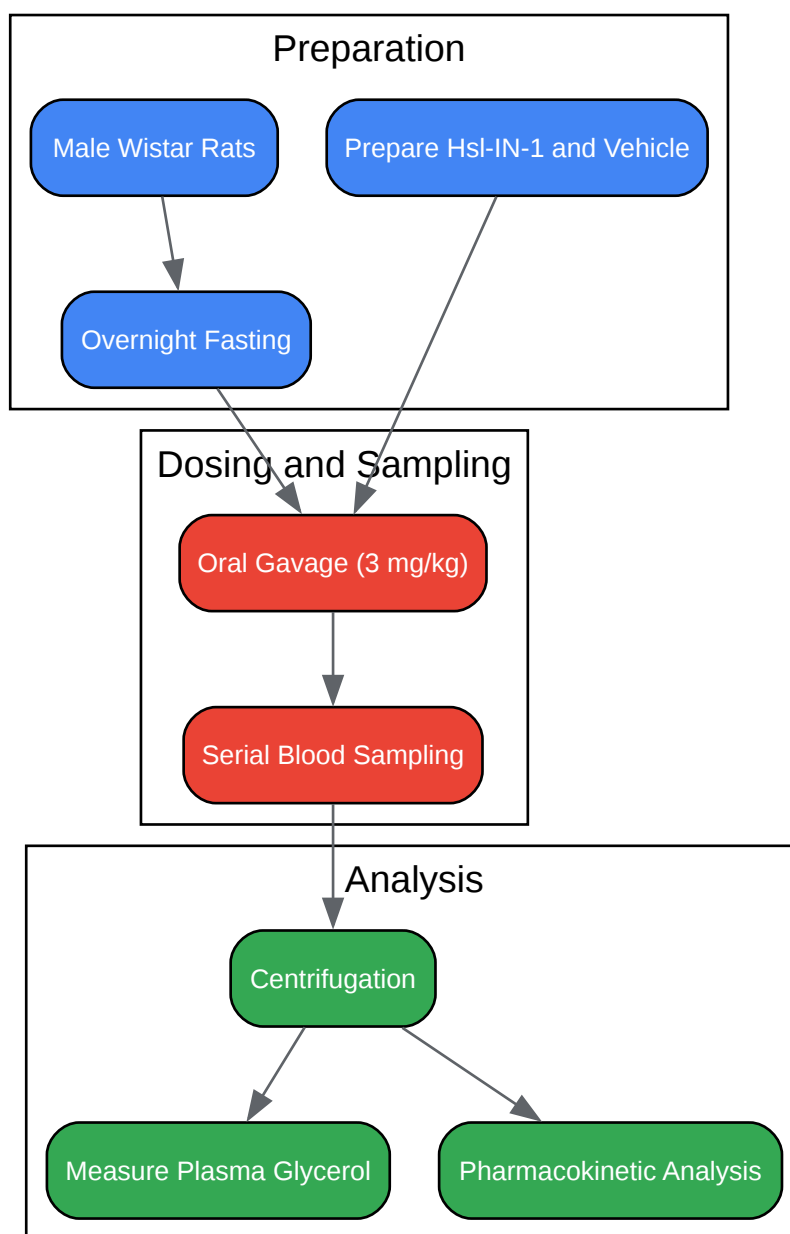 Preparation
Male Wistar Rats
Prepare Hsl-IN-1 and Vehicle
Overnight Fasting
Dosing and Sampling
Oral Gavage (3 mg/kg)
Serial Blood Sampling
Analysis
Centrifugation
Measure Plasma Glycerol
Pharmacokinetic Analysis